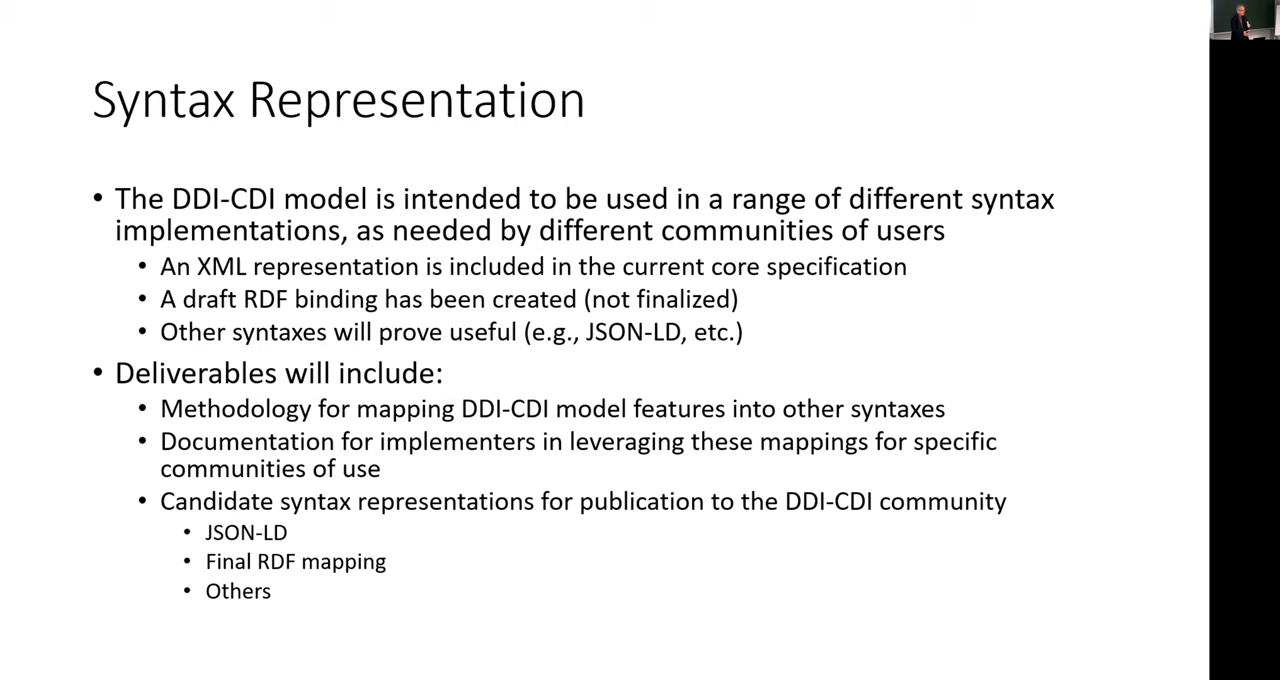 Syntax Representation
• The DDI-CDI model is intended to be used in a range of different syntax
implementations, as needed by different communities of users
• An XML representation is included in the current core specification
• A draft RDF binding has been created (not finalized)
• Other syntaxes will prove useful (e.g., JSON-LD, etc.)
• Deliverables will include:
• Methodology for mapping DDI-CDI model features into other syntaxes
• Documentation for implementers in leveraging these mappings for specific
communities of use
• Candidate syntax representations for publication to the DDI-CDI community
• JSON-LD
• Final RDF mapping
• Others